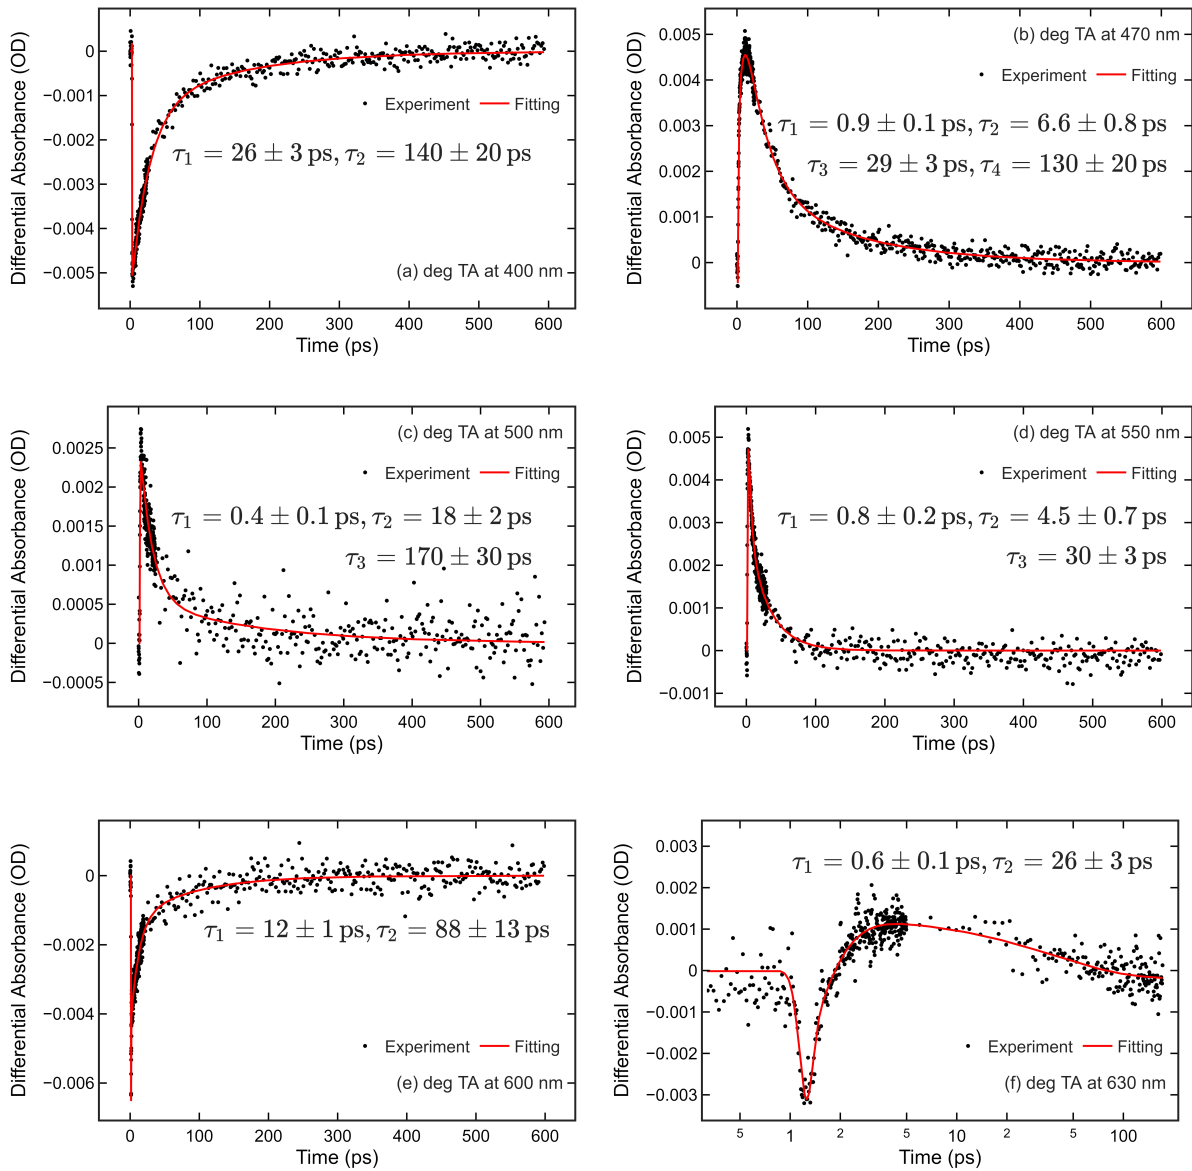 0
−0.001
−0.002
−0.003
−0.004
−0.005
Differential Absorbance (OD)
Experiment Fitting
τ1 = 26 ± 3 ps, τ2 = 140 ± 20 ps
(a) deg TA at 400 nm
0 100 200 300 400 500 600
Time (ps)
0.005
0.004
0.003
0.002
0.001
0
Differential Absorbance (OD)
(b) deg TA at 470 nm
Experiment Fitting
τ1 = 0.9 ± 0.1 ps, τ2 = 6.6 ± 0.8 ps
τ3 = 29 ± 3 ps, τ4 = 130 ± 20 ps
0 100 200 300 400 500 600
Time (ps)
0.0025
0.002
0.0015
0.001
0.0005
0
−0.0005
Differential Absorbance (OD)
(c) deg TA at 500 nm
Experiment Fitting
τ1 = 0.4 ± 0.1 ps, τ2 = 18 ± 2 ps
τ3 = 170 ± 30 ps
0 100 200 300 400 500 600
Time (ps)
0.005
0.004
0.003
0.002
0.001
0
−0.001
Differential Absorbance (OD)
(d) deg TA at 550 nm
Experiment Fitting
τ1 = 0.8 ± 0.2 ps, τ2 = 4.5 ± 0.7 ps
τ3 = 30 ± 3 ps
0 100 200 300 400 500 600
Time (ps)
0
−0.002
−0.004
−0.006
Differential Absorbance (OD)
τ1 = 12 ± 1 ps, τ2 = 88 ± 13 ps
Experiment Fitting
(e) deg TA at 600 nm
0 100 200 300 400 500 600
Time (ps)
0.003
0.002
0.001
0
−0.001
−0.002
−0.003
Differential Absorbance (OD)
τ1 = 0.6 ± 0.1 ps, τ2 = 26 ± 3 ps
Experiment Fitting
(f) deg TA at 630 nm
5 1 2 5 10 2 5 100
Time (ps)